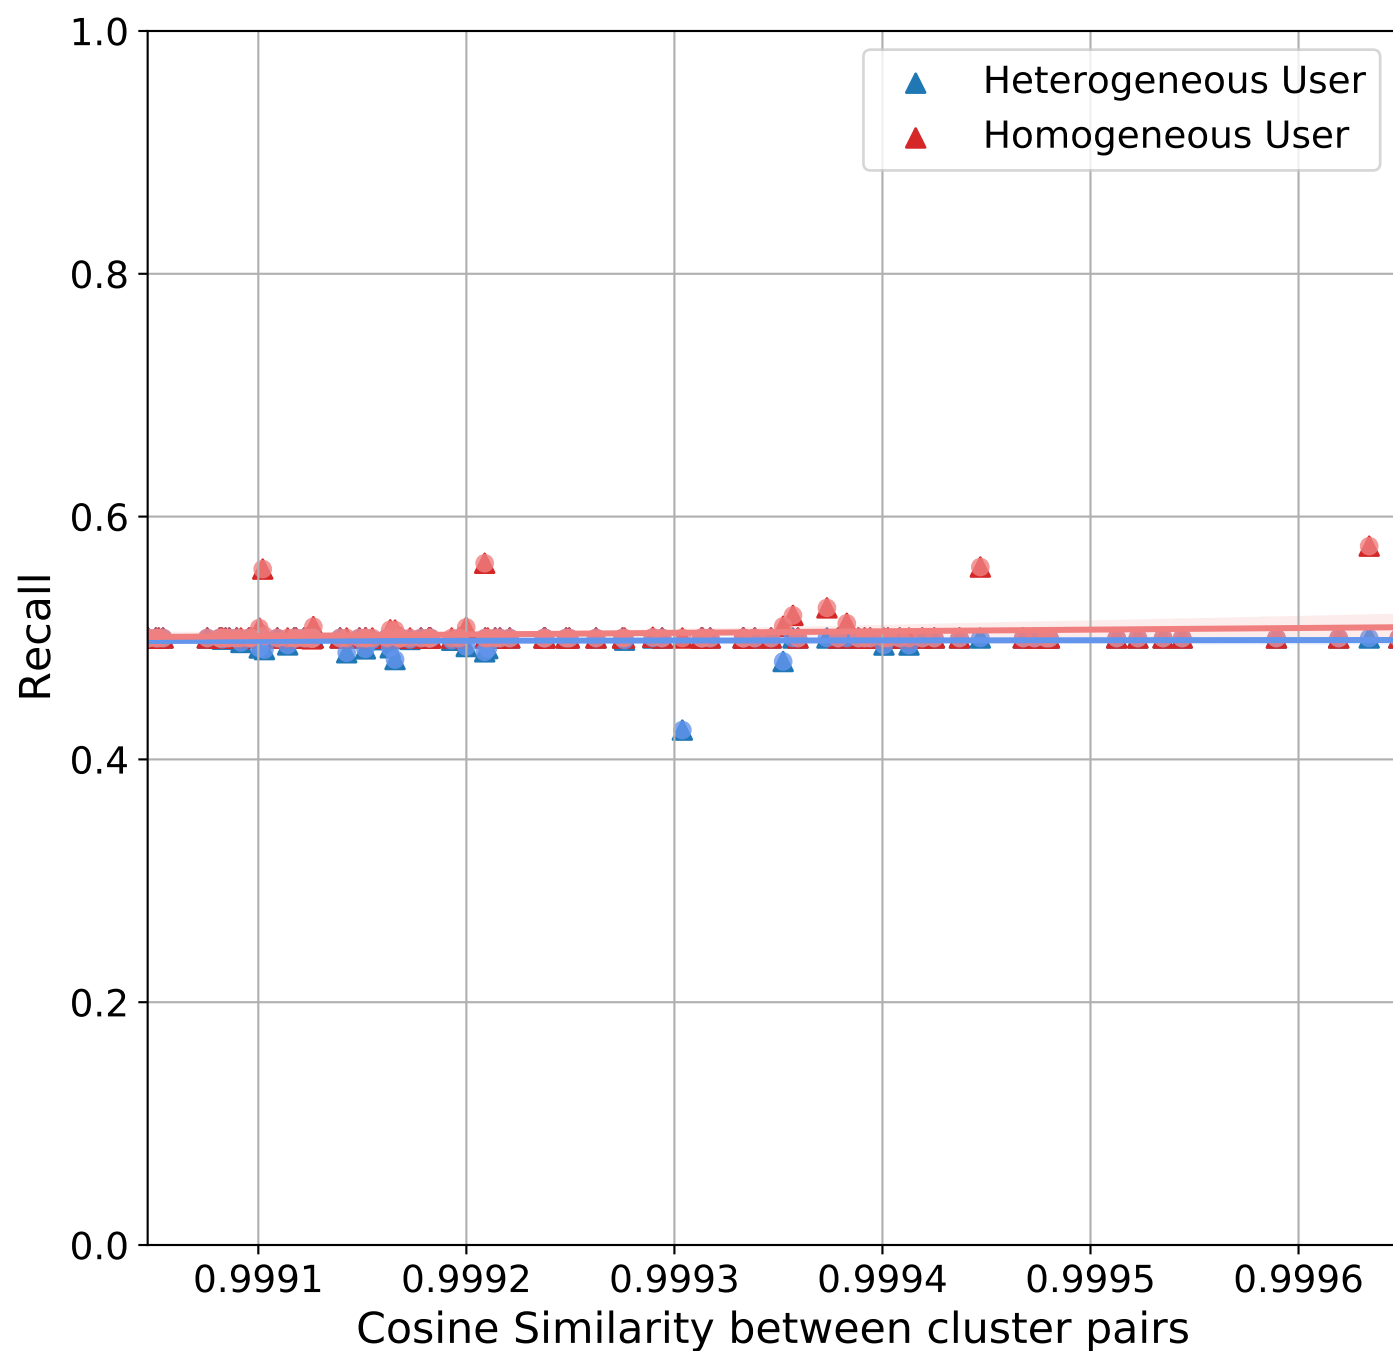 1.0
0.8
0.6
0.4
0.2
0.0
Recall
Heterogeneous User
Homogeneous User
0.9991 0.9992 0.9993 0.9994 0.9995 0.9996
Cosine Similarity between cluster pairs